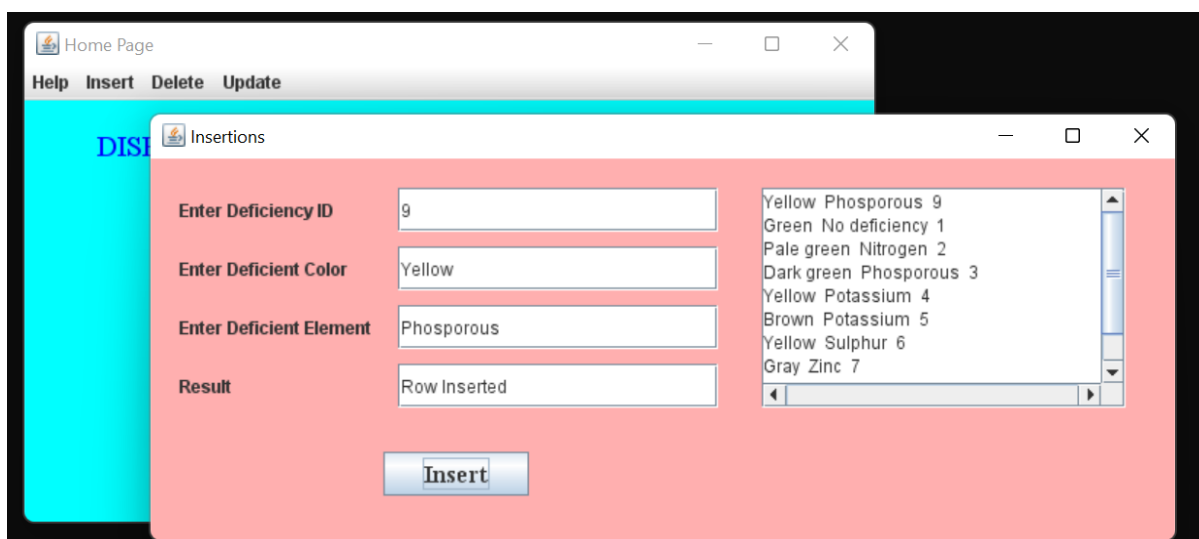 Home Page
Help Insert Delete Update
Insertions
Enter Deficiency ID
9
Enter Deficient Color
Yellow
Enter Deficient Element
Phosporous
Result
Row Inserted
Insert
Yellow Phosporous 9
Green No deficiency 1
Pale green Nitrogen 2
Dark green Phosporous 3
Yellow Potassium 4
Brown Potassium 5
Yellow Sulphur 6
Gray Zinc 7